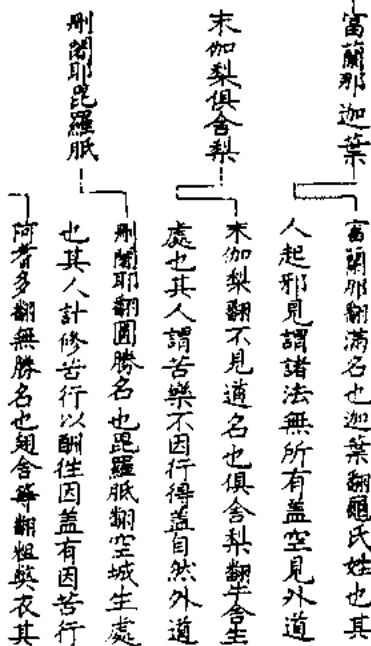 富蘭那迦葉
富蘭那翻滿名也迦葉翻龜氏姓也其
人起邪見謂諸法無所有蓋空見外道
末伽梨俱舍梨
末伽梨翻不見道名也俱舍梨翻牛舍生
處也其人謂苦樂不因行得蓋自然外道
刪闍耶毘羅胝
刪闍耶翻圓勝名也毘羅胝翻空城生處
也其人計修苦行以酬往因蓋有因苦行
阿耆多翻無勝名也翅舍等翻粗弊衣其